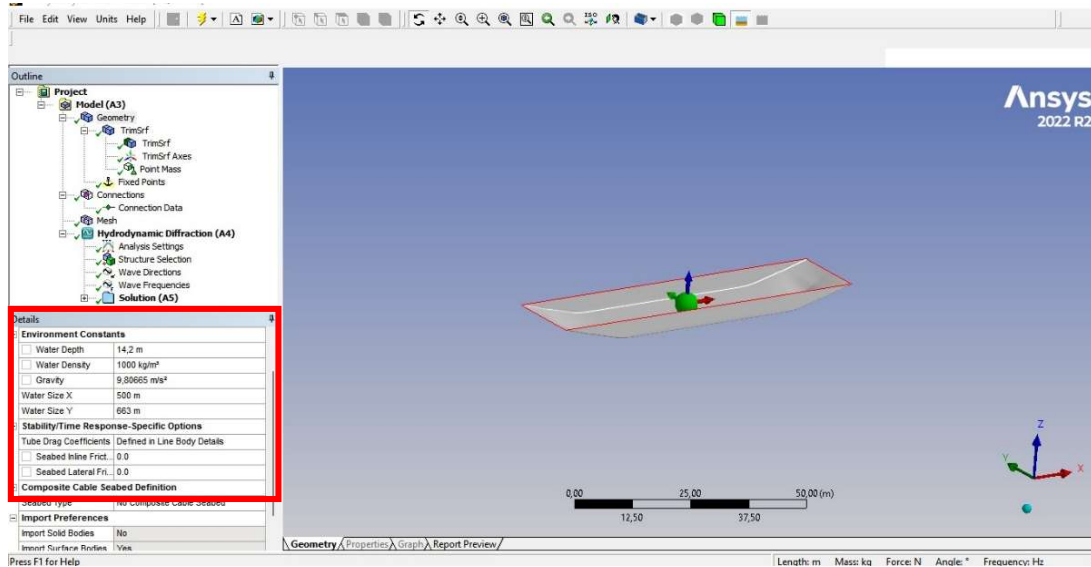 File Edit View Units Help
Outline
Project
Model (A3)
Geometry
TrimSrf
TrimSrf
TrimSrf Axes
Point Mass
Fixed Points
Connections
Connection Data
Mesh
Hydrodynamic Diffraction (A4)
Analysis Settings
Structure Selection
Wave Directions
Wave Frequencies
Solution (A5)
Details
Environment Constants
Water Depth 14,2 m
Water Density 1000 kg/m³
Gravity 9,80665 m/s²
Water Size X 500 m
Water Size Y 663 m
Stability/Time Response-Specific Options
Tube Drag Coefficients Defined in Line Body Details
Seabed Inline Frict... 0.0
Seabed Lateral Fri... 0.0
Composite Cable Seabed Definition
Seabed Type No Composite Cable Seabed
Import Preferences
Import Solid Bodies No
Import Surface Bodies Yes
Press F1 for Help
ISO
Ansys
2022 R2
Z
Y
X
0,00 25,00 50,00 (m)
12,50 37,50
Geometry Properties Graph Report Preview
Length: m Mass: kg Force: N Angle: ° Frequency: Hz